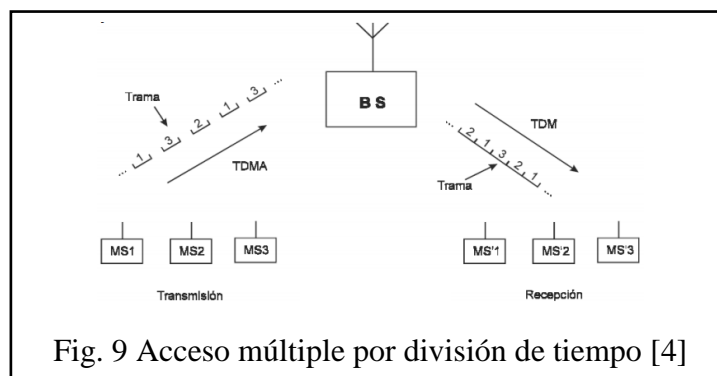 ... 1 3 2 1 3 ...
Trama
B S
TDMA
TDM
... 2 1 3 2 1 ...
Trama
MS1 MS2 MS3
MS'1 MS'2 MS'3
Transmisión
Recepción
Fig. 9 Acceso múltiple por división de tiempo [4]